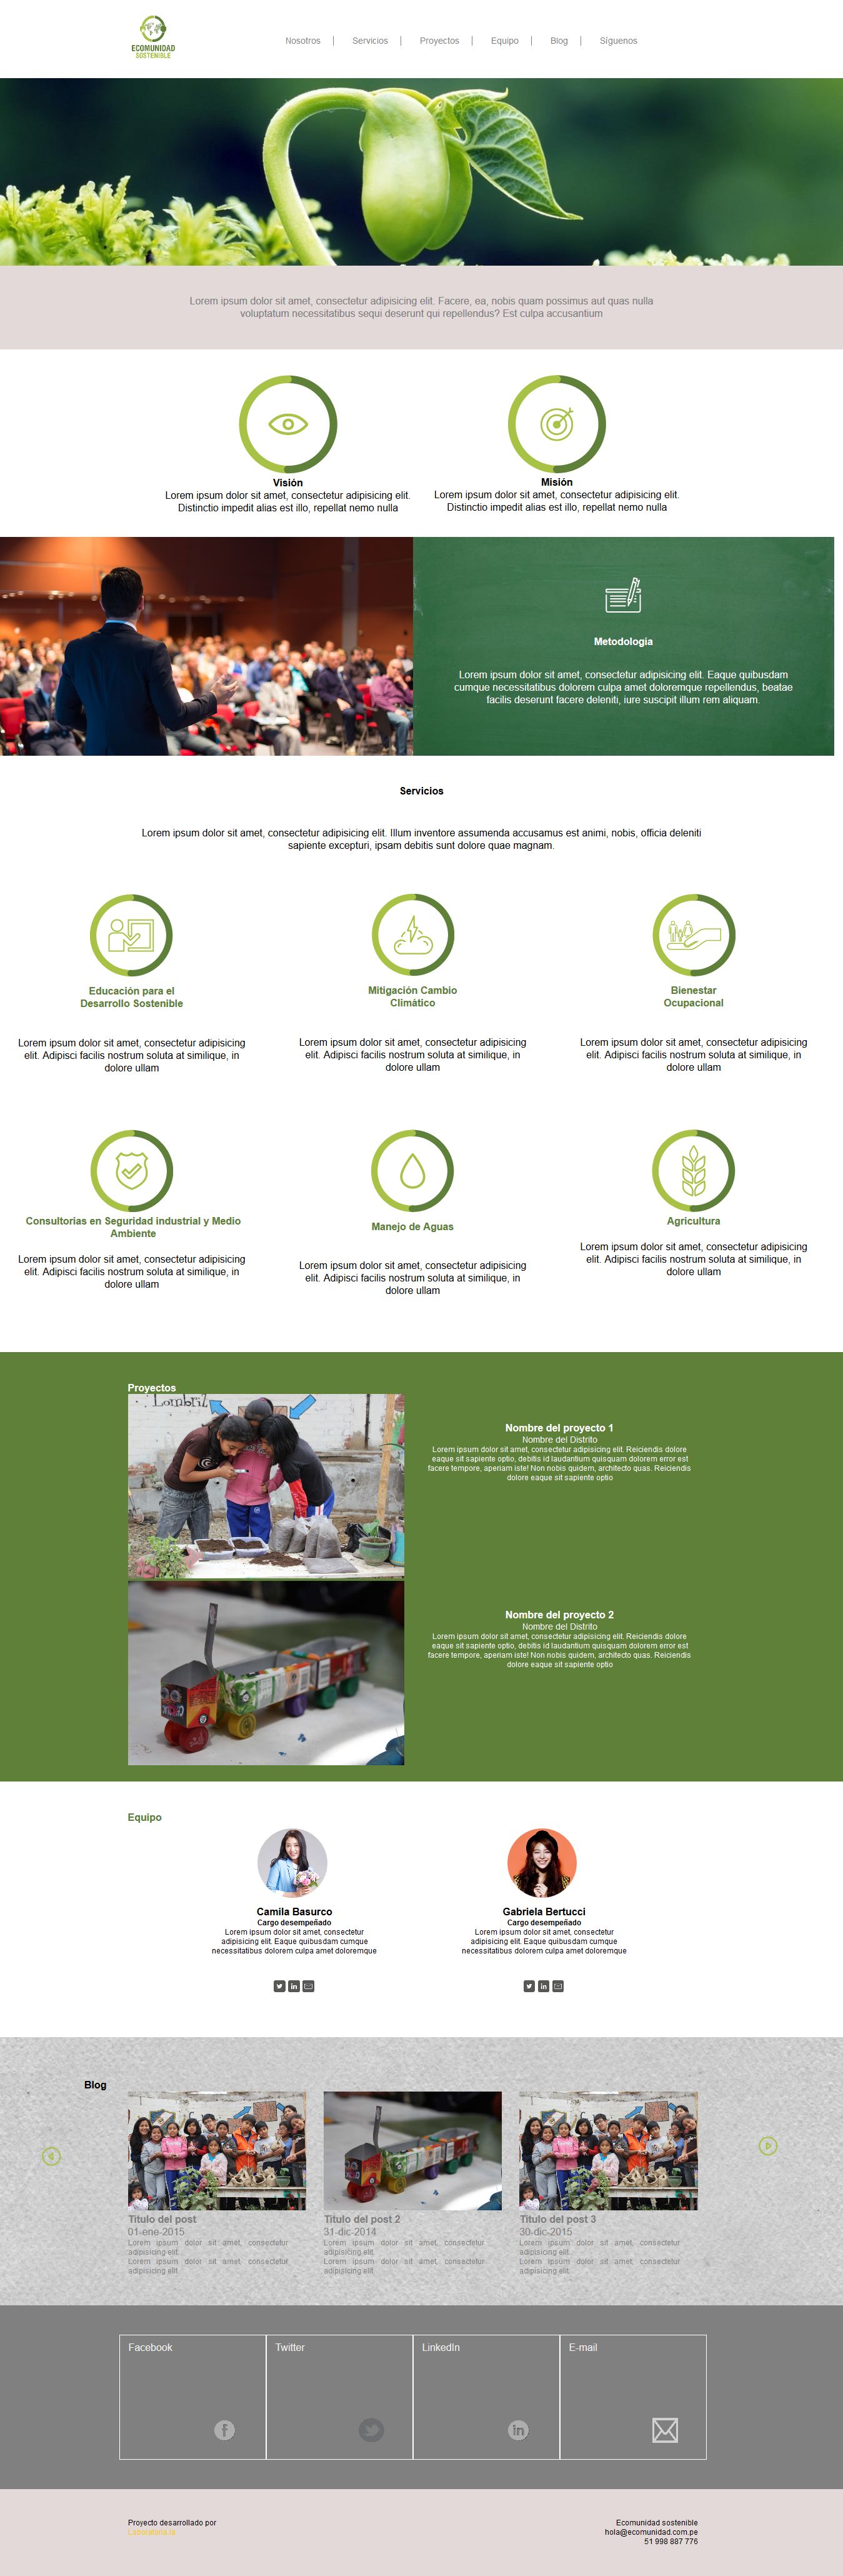 ECOMUNIDAD
SOSTENIBLE
Nosotros | Servicios | Proyectos | Equipo | Blog | Síguenos
Lorem ipsum dolor sit amet, consectetur adipisicing elit. Facere, ea, nobis quam possimus aut quas nulla
voluptatum necessitatibus sequi deserunt qui repellendus? Est culpa accusantium
Visión
Lorem ipsum dolor sit amet, consectetur adipisicing elit.
Distinctio impedit alias est illo, repellat nemo nulla
Misión
Lorem ipsum dolor sit amet, consectetur adipisicing elit.
Distinctio impedit alias est illo, repellat nemo nulla
Metodología
Lorem ipsum dolor sit amet, consectetur adipisicing elit. Eaque quibusdam
cumque necessitatibus dolorem culpa amet doloremque repellendus, beatae
facilis deserunt facere deleniti, iure suscipit illum rem aliquam.
Servicios
Lorem ipsum dolor sit amet, consectetur adipisicing elit. Illum inventore assumenda accusamus est animi, nobis, officia deleniti
sapiente excepturi, ipsam debitis sunt dolore quae magnam.
Educación para el
Desarrollo Sostenible
Lorem ipsum dolor sit amet, consectetur adipisicing
elit. Adipisci facilis nostrum soluta at similique, in
dolore ullam
Mitigación Cambio
Climático
Lorem ipsum dolor sit amet, consectetur adipisicing
elit. Adipisci facilis nostrum soluta at similique, in
dolore ullam
Bienestar
Ocupacional
Lorem ipsum dolor sit amet, consectetur adipisicing
elit. Adipisci facilis nostrum soluta at similique, in
dolore ullam
Consultorías en Seguridad industrial y Medio
Ambiente
Lorem ipsum dolor sit amet, consectetur adipisicing
elit. Adipisci facilis nostrum soluta at similique, in
dolore ullam
Manejo de Aguas
Lorem ipsum dolor sit amet, consectetur adipisicing
elit. Adipisci facilis nostrum soluta at similique, in
dolore ullam
Agricultura
Lorem ipsum dolor sit amet, consectetur adipisicing
elit. Adipisci facilis nostrum soluta at similique, in
dolore ullam
Proyectos
Lombriz
Nombre del proyecto 1
Nombre del Distrito
Lorem ipsum dolor sit amet, consectetur adipisicing elit. Reiciendis dolore
eaque sit sapiente optio, debitis id laudantium quisquam dolorem error est
facere tempore, aperiam iste! Non nobis quidem, architecto quas. Reiciendis
dolore eaque sit sapiente optio
Nombre del proyecto 2
Nombre del Distrito
Lorem ipsum dolor sit amet, consectetur adipisicing elit. Reiciendis dolore
eaque sit sapiente optio, debitis id laudantium quisquam dolorem error est
facere tempore, aperiam iste! Non nobis quidem, architecto quas. Reiciendis
dolore eaque sit sapiente optio
Equipo
Camila Basurco
Cargo desempeñado
Lorem ipsum dolor sit amet, consectetur
adipisicing elit. Eaque quibusdam cumque
necessitatibus dolorem culpa amet doloremque
in
Gabriela Bertucci
Cargo desempeñado
Lorem ipsum dolor sit amet, consectetur
adipisicing elit. Eaque quibusdam cumque
necessitatibus dolorem culpa amet doloremque
in
Blog
Título del post
01-ene-2015
Lorem ipsum dolor sit amet, consectetur
adipisicing elit.
Lorem ipsum dolor sit amet, consectetur
adipisicing elit.
Título del post 2
31-dic-2014
Lorem ipsum dolor sit amet, consectetur
adipisicing elit.
Lorem ipsum dolor sit amet, consectetur
adipisicing elit.
Título del post 3
30-dic-2015
Lorem ipsum dolor sit amet, consectetur
adipisicing elit.
Lorem ipsum dolor sit amet, consectetur
adipisicing elit.
Facebook
f
Twitter
LinkedIn
in
E-mail
Proyecto desarrollado por
Laboratoria.la
Ecomunidad sostenible
hola@ecomunidad.com.pe
51 998 887 776